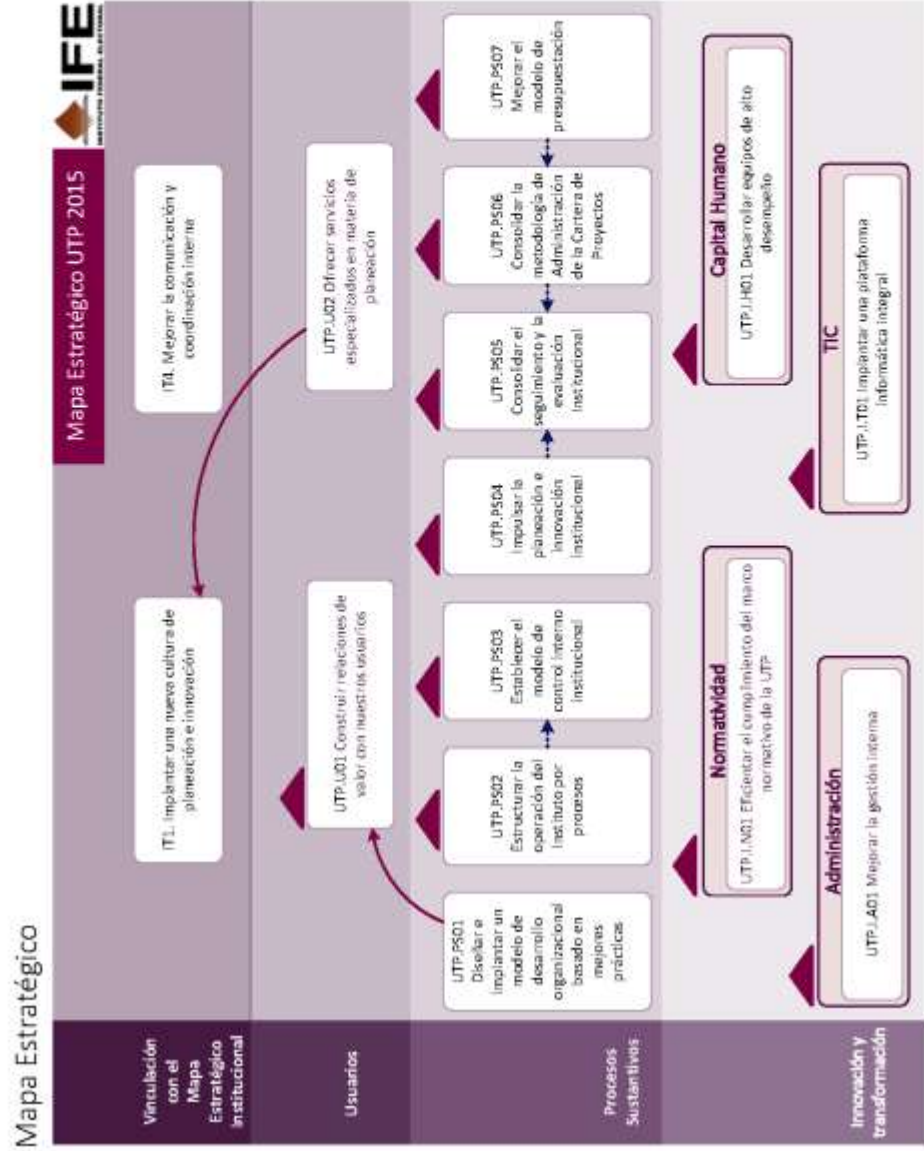 Mapa Estratégico
Mapa Estratégico UTP 2015
IFE
INSTITUTO FEDERAL ELECTORAL
Vinculación
con el
Mapa
Estratégico
Institucional
IT1. Implantar una nueva cultura de
planeación e innovación
IT4. Mejorar la comunicación y
coordinación interna
Usuarios
UTP.U01 Construir relaciones de
valor con nuestros usuarios
UTP.U02 Ofrecer servicios
especializados en materia de
planeación
Procesos
Sustantivos
UTP.PS01
Diseñar e
implantar un
modelo de
desarrollo
organizacional
basado en
mejores
prácticas
UTP.PS02
Estructurar la
operación del
Instituto por
procesos
UTP.PS03
Establecer el
modelo de
control interno
institucional
UTP.PS04
Impulsar la
planeación e
innovación
institucional
UTP.PS05
Consolidar el
seguimiento y la
evaluación
Institucional
UTP.PS06
Consolidar la
metodología de
Administración
de la Cartera de
Proyectos
UTP.PS07
Mejorar el
modelo de
presupuestación
Innovación y
transformación
Normatividad
UTP.I.N01 Eficientar el cumplimiento del marco
normativo de la UTP
Capital Humano
UTP.I.H01 Desarrollar equipos de alto
desempeño
Administración
UTP.I.A01 Mejorar la gestión interna
TIC
UTP.I.T01 Implantar una plataforma
informática integral